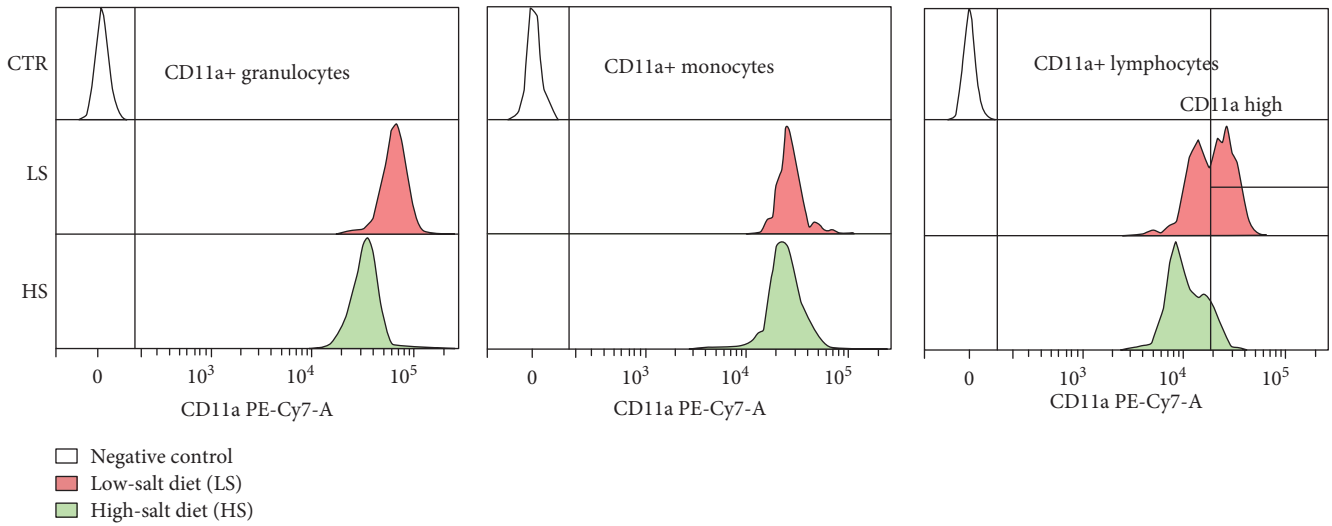 CTR
CD11a+ granulocytes
CD11a+ monocytes
CD11a+ lymphocytes
CD11a high
LS
HS
0
10³
10⁴
10⁵
0
10³
10⁴
10⁵
0
10³
10⁴
10⁵
CD11a PE-Cy7-A
CD11a PE-Cy7-A
CD11a PE-Cy7-A
Negative control
Low-salt diet (LS)
High-salt diet (HS)